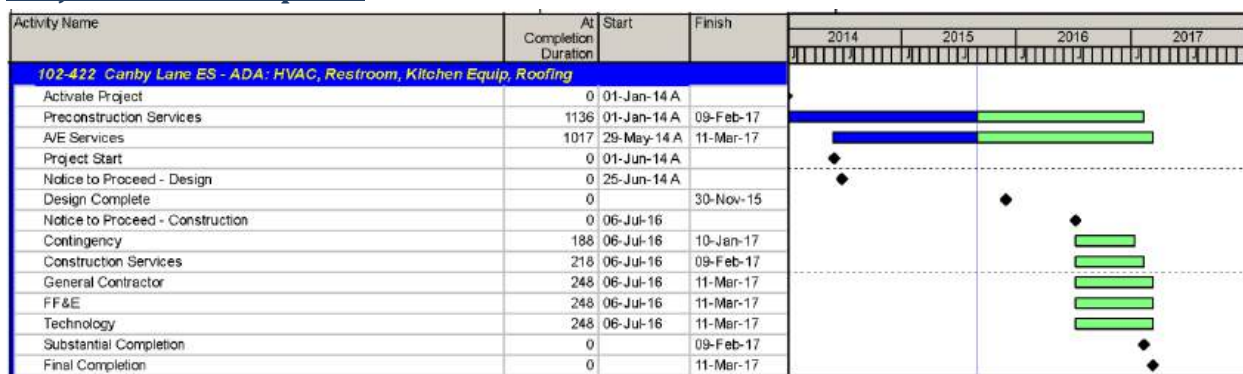 Activity Name At Completion Duration Start Finish 2014 2015 2016 2017
102-422 Canby Lane ES - ADA: HVAC, Restroom, Kitchen Equip, Roofing
Activate Project 0 01-Jan-14 A
Preconstruction Services 1136 01-Jan-14 A 09-Feb-17
A/E Services 1017 29-May-14 A 11-Mar-17
Project Start 0 01-Jun-14 A
Notice to Proceed - Design 0 25-Jun-14 A
Design Complete 0 30-Nov-15
Notice to Proceed - Construction 0 06-Jul-16
Contingency 188 06-Jul-16 10-Jan-17
Construction Services 218 06-Jul-16 09-Feb-17
General Contractor 248 06-Jul-16 11-Mar-17
FF&E 248 06-Jul-16 11-Mar-17
Technology 248 06-Jul-16 11-Mar-17
Substantial Completion 0 09-Feb-17
Final Completion 0 11-Mar-17